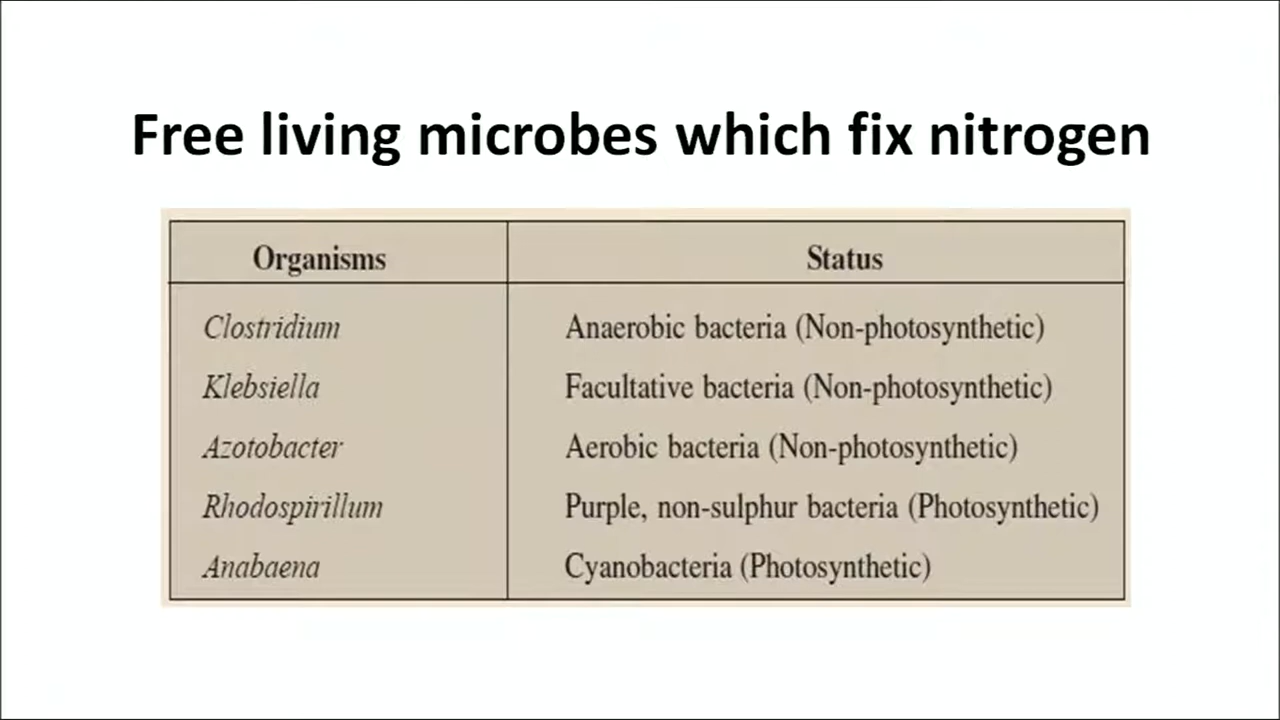 Free living microbes which fix nitrogen
Organisms Status
Clostridium Anaerobic bacteria (Non-photosynthetic)
Klebsiella Facultative bacteria (Non-photosynthetic)
Azotobacter Aerobic bacteria (Non-photosynthetic)
Rhodospirillum Purple, non-sulphur bacteria (Photosynthetic)
Anabaena Cyanobacteria (Photosynthetic)